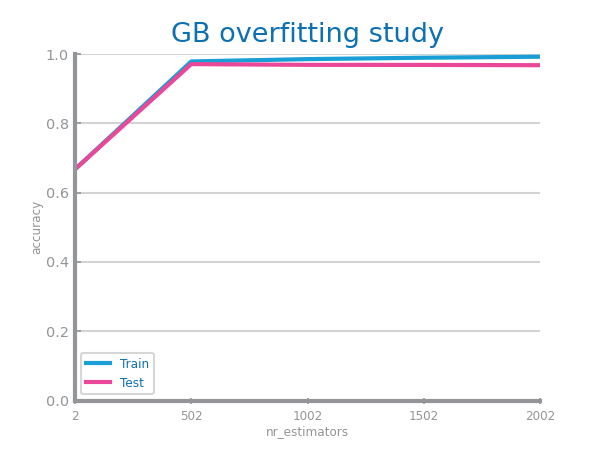 GB overfitting study
1.0
0.8
0.6
0.4
0.2
0.0
accuracy
Train
Test
2 502 1002 1502 2002
nr_estimators